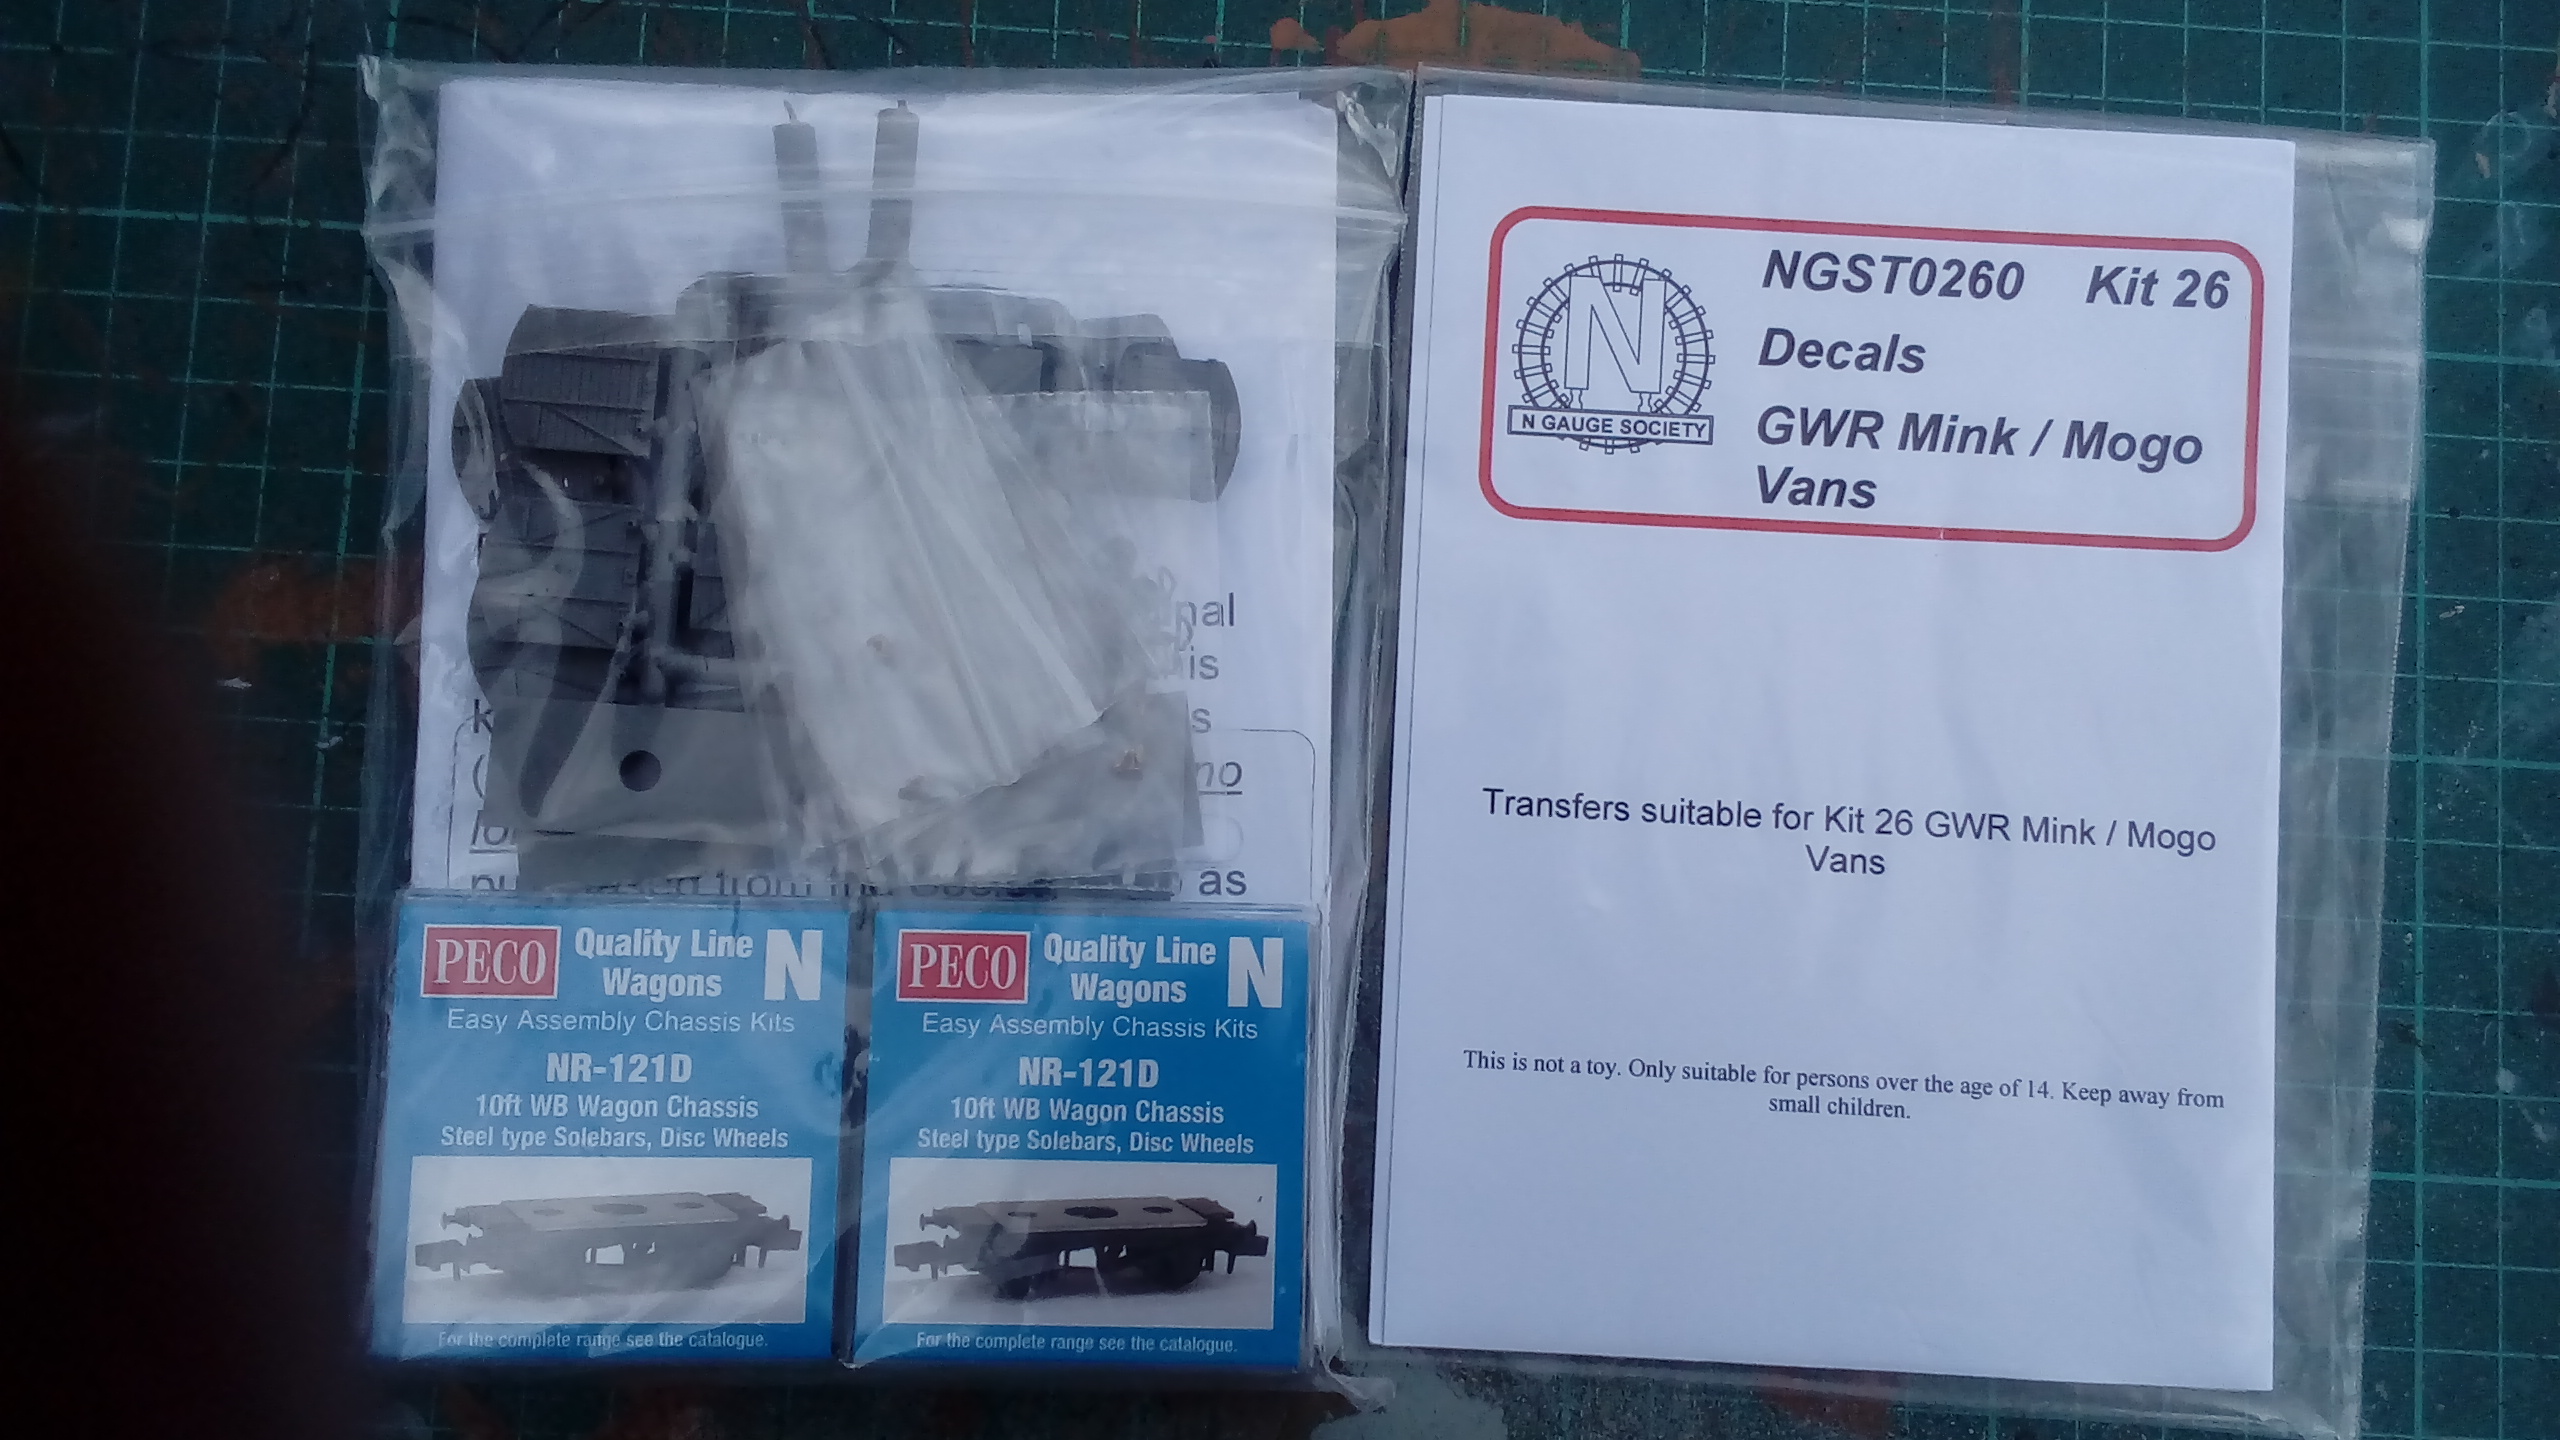 nal
is
k
s
no
as
PECO
Quality Line
Wagons
N
Easy Assembly Chassis Kits
NR-121D
10ft WB Wagon Chassis
Steel type Solebars, Disc Wheels
For the complete range see the catalogue.
PECO
Quality Line
Wagons
N
Easy Assembly Chassis Kits
NR-121D
10ft WB Wagon Chassis
Steel type Solebars, Disc Wheels
For the complete range see the catalogue.
N
N GAUGE SOCIETY
NGST0260 Kit 26
Decals
GWR Mink / Mogo
Vans
Transfers suitable for Kit 26 GWR Mink / Mogo
Vans
This is not a toy. Only suitable for persons over the age of 14. Keep away from
small children.